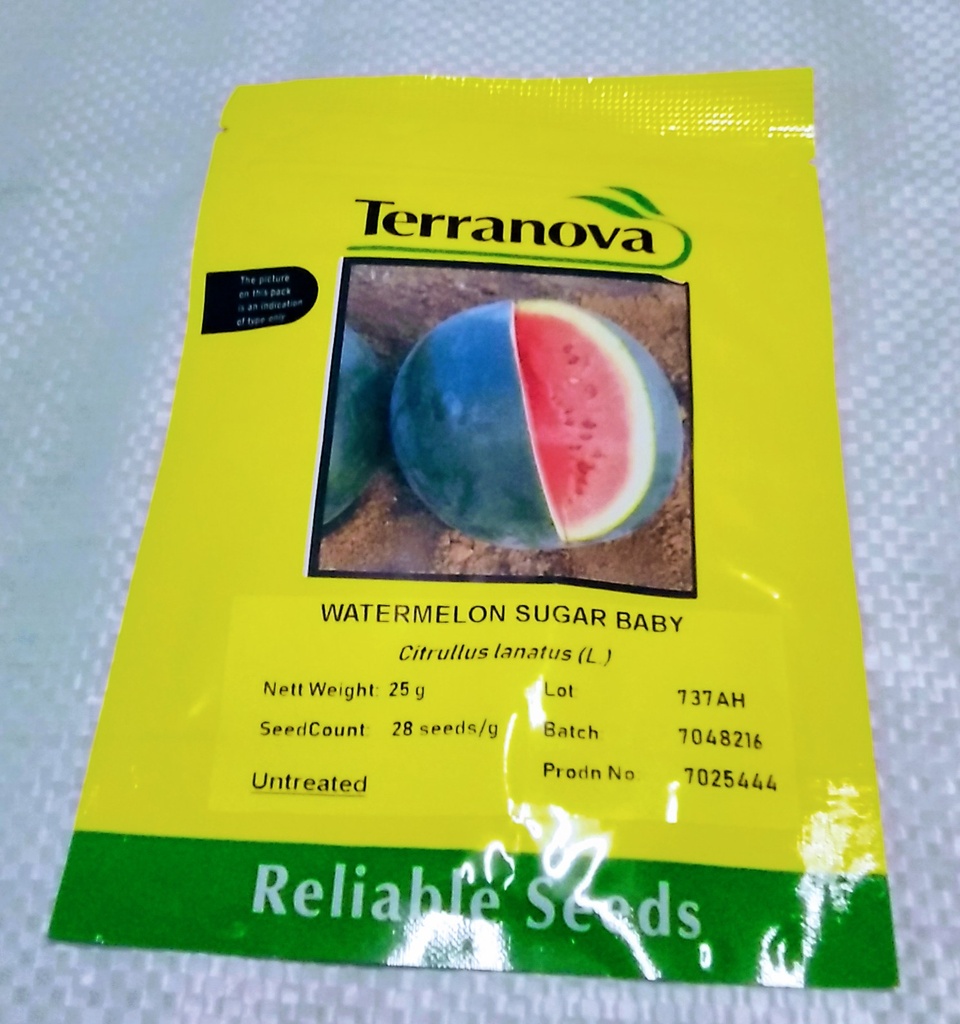 Terranova
The picture
on this pack
is an indication
of type only
WATERMELON SUGAR BABY
Citrullus lanatus (L.)
Nett Weight: 25 g
Lot: 737AH
SeedCount: 28 seeds/g
Batch 7048216
Untreated
Prodn No 7025444
Reliable Seeds